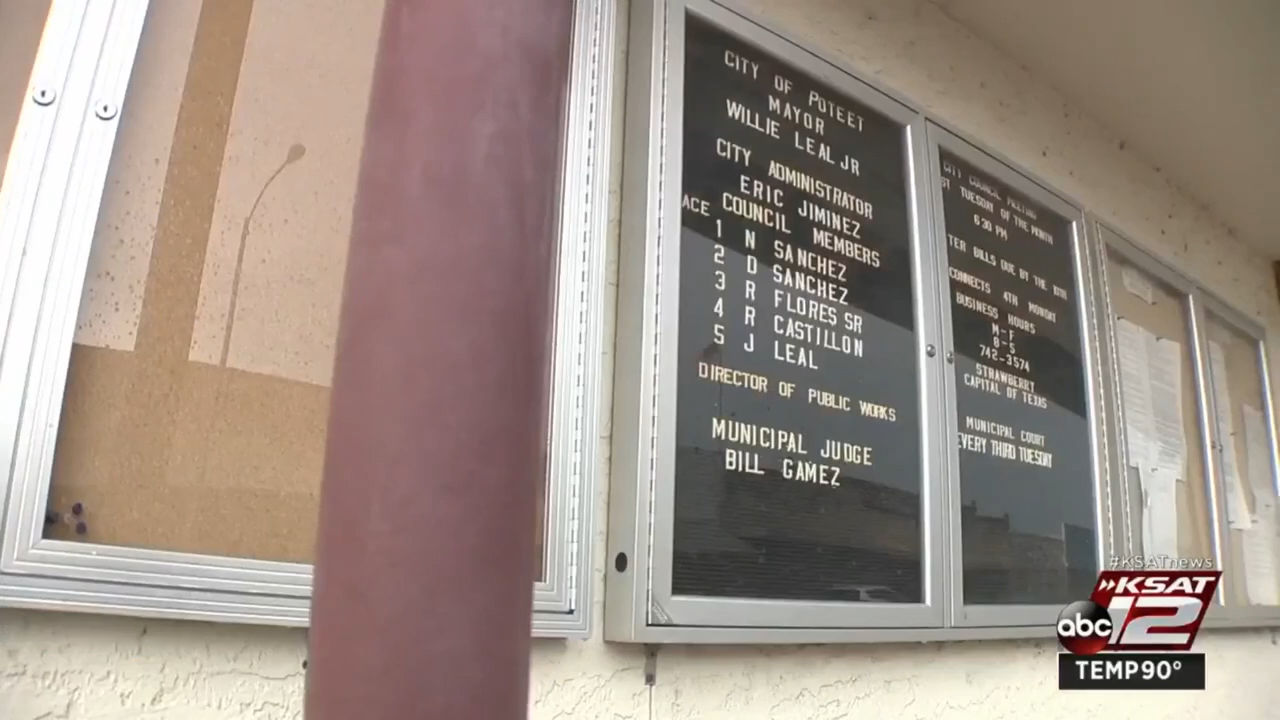 CITY OF POTEET
MAYOR
WILLIE LEAL JR
CITY ADMINISTRATOR
ERIC JIMINEZ
ACE COUNCIL MEMBERS
1 N SANCHEZ
2 D SANCHEZ
3 R FLORES SR
4 R CASTILLON
5 J LEAL
DIRECTOR OF PUBLIC WORKS
MUNICIPAL JUDGE
BILL GAMEZ
CITY COUNCIL MEETING
ST TUESDAY OF THE MONTH
6 30 PM
TER BILLS DUE BY THE 10TH
CONNECTS 4TH MONDAY
BUSINESS HOURS
M-F
8-5
742-3574
STRAWBERRY
CAPITAL OF TEXAS
MUNICIPAL COURT
EVERY THIRD TUESDAY
#KSATnews
KSAT
abc 12
TEMP90°